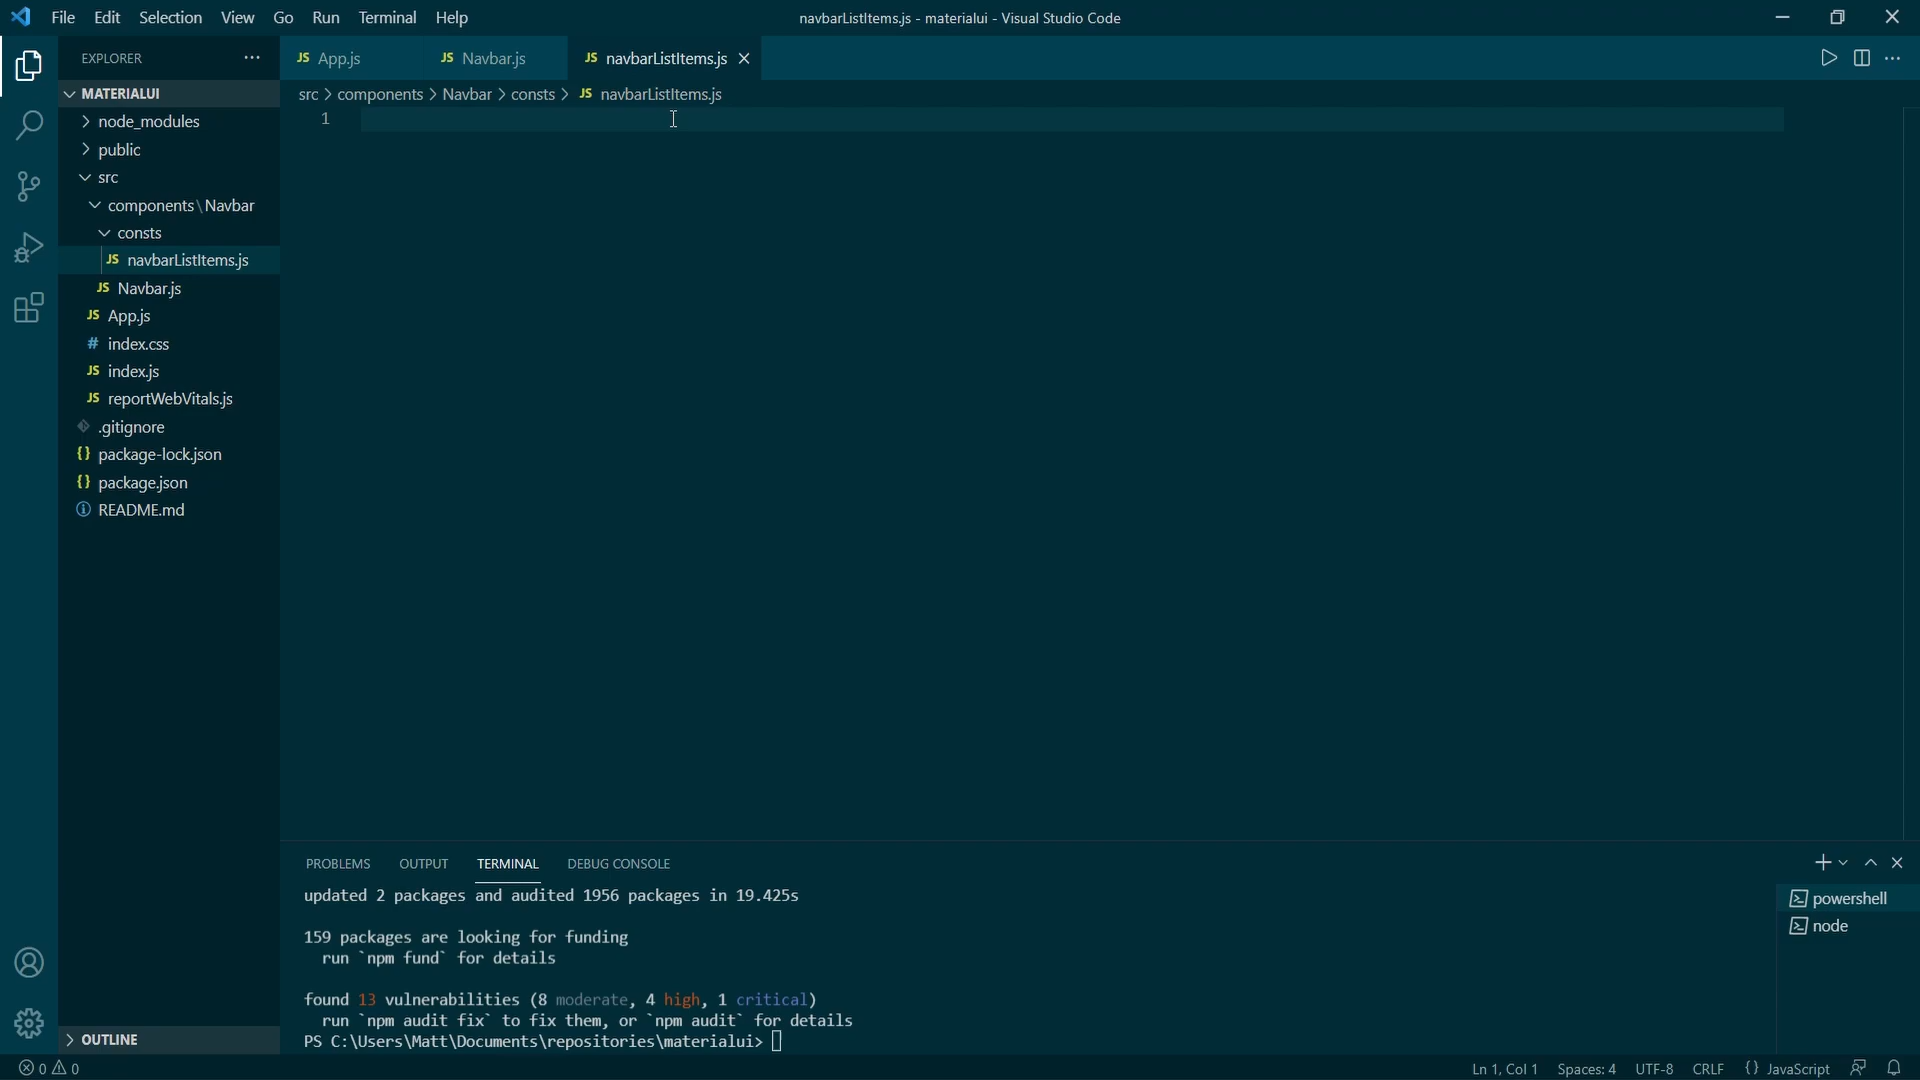 File Edit Selection View Go Run Terminal Help
navbarListItems.js - materialui - Visual Studio Code
EXPLORER
JS App.js
JS Navbar.js
JS navbarListItems.js
MATERIALUI
src > components > Navbar > consts > JS navbarListItems.js
1
node_modules
public
src
components\Navbar
consts
JS navbarListItems.js
JS Navbar.js
JS App.js
# index.css
JS index.js
JS reportWebVitals.js
.gitignore
{} package-lock.json
{} package.json
README.md
OUTLINE
PROBLEMS OUTPUT TERMINAL DEBUG CONSOLE
updated 2 packages and audited 1956 packages in 19.425s
159 packages are looking for funding
run `npm fund` for details
found 13 vulnerabilities (8 moderate, 4 high, 1 critical)
run `npm audit fix` to fix them, or `npm audit` for details
PS C:\Users\Matt\Documents\repositories\materialui>
powershell
node
0 0
Ln 1, Col 1 Spaces: 4 UTF-8 CRLF {} JavaScript